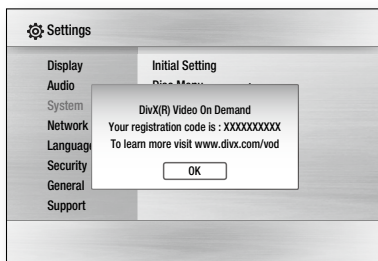 Settings
Display
Initial Setting
Audio
System
Network
Language
Security
General
Support
DivX(R) Video On Demand
Your registration code is : XXXXXXXXXX
To learn more visit www.divx.com/vod
OK